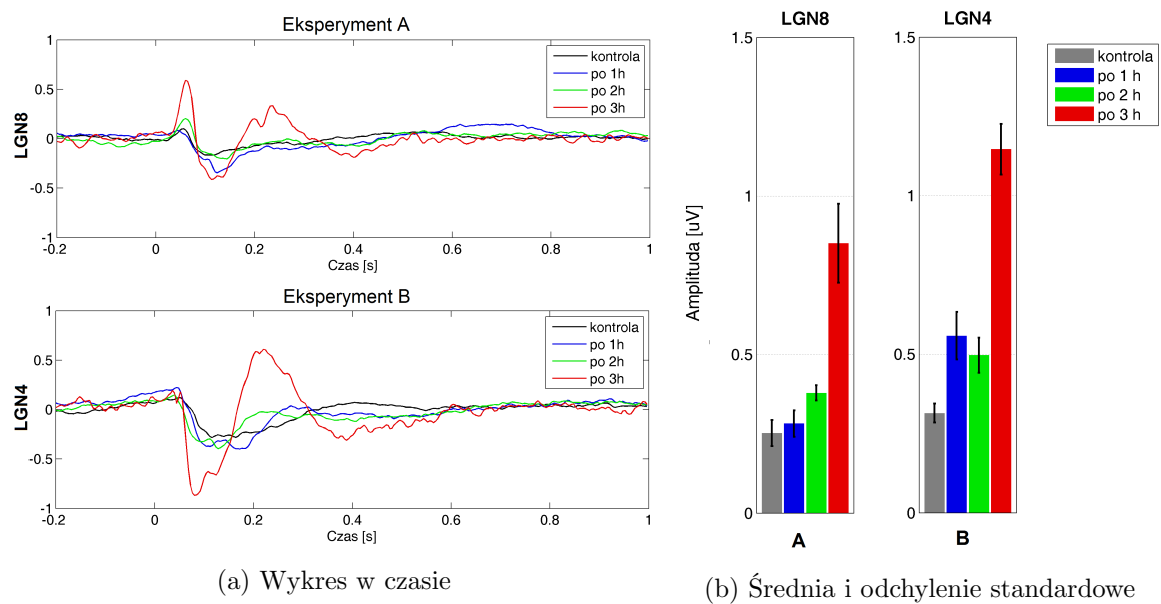 Eksperyment A
LGN8
1
0.5
0
-0.5
-1
-0.2
0
0.2
0.4
0.6
0.8
1
Czas [s]
kontrola
po 1h
po 2h
po 3h
Eksperyment B
LGN4
1
0.5
0
-0.5
-1
-0.2
0
0.2
0.4
0.6
0.8
1
Czas [s]
kontrola
po 1h
po 2h
po 3h
(a) Wykres w czasie
LGN8
Amplituda [uV]
1.5
1
0.5
0
A
LGN4
1.5
1
0.5
0
B
kontrola
po 1 h
po 2 h
po 3 h
(b) Średnia i odchylenie standardowe